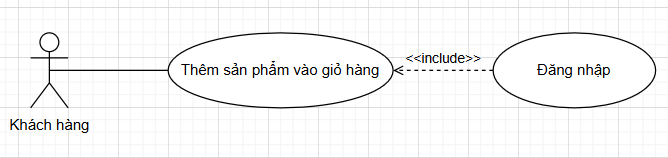 <<include>>
Thêm sản phẩm vào giỏ hàng
Đăng nhập
Khách hàng